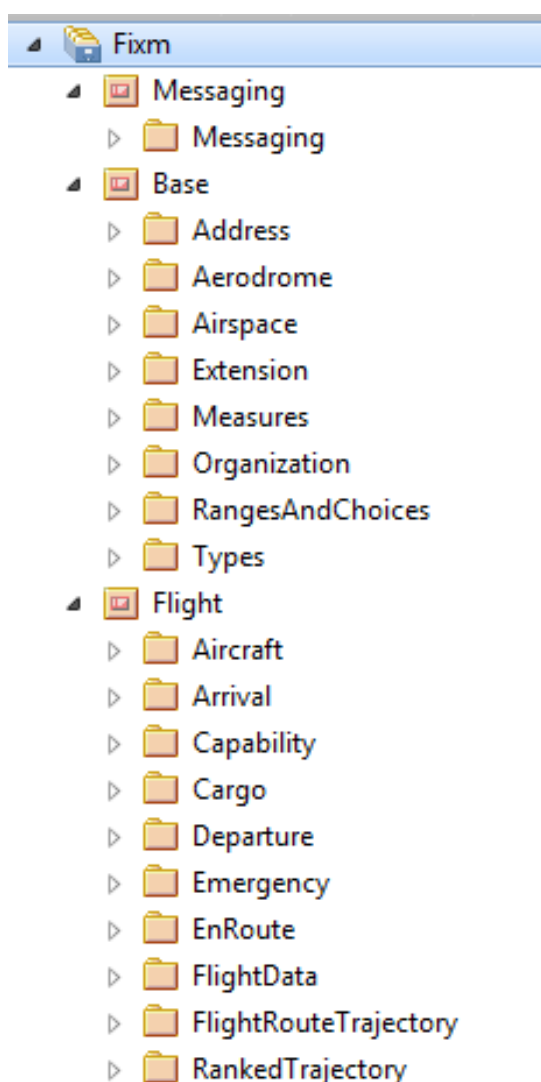 Fixm
Messaging
Messaging
Base
Address
Aerodrome
Airspace
Extension
Measures
Organization
RangesAndChoices
Types
Flight
Aircraft
Arrival
Capability
Cargo
Departure
Emergency
EnRoute
FlightData
FlightRouteTrajectory
RankedTrajectory